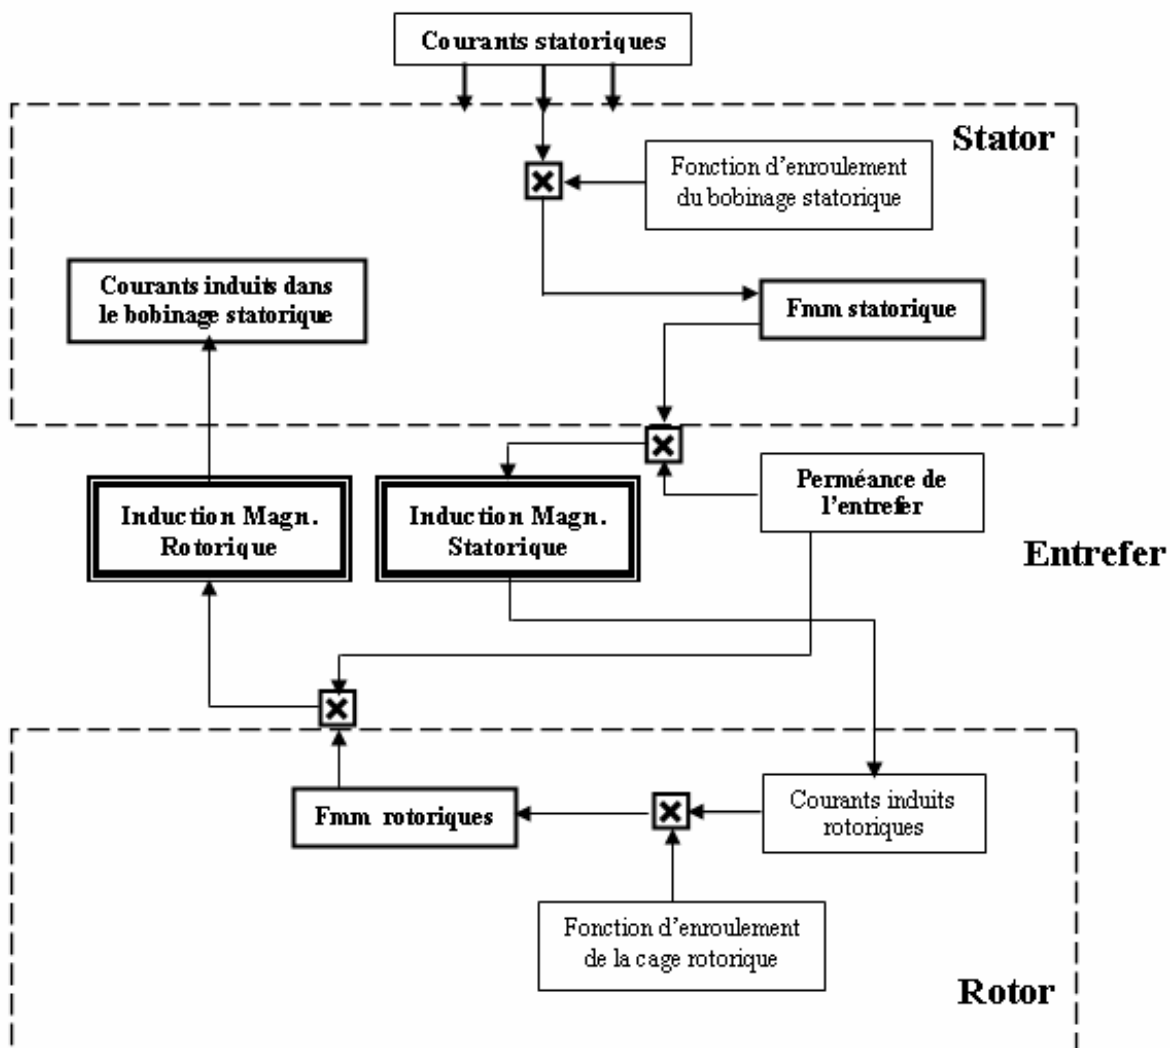 Courants statoriques
Stator
Fonction d'enroulement
du bobinage statorique
Courants induits dans
le bobinage statorique
Fmm statorique
Induction Magn.
Rotorique
Induction Magn.
Statorique
Perméance de
l'entrefer
Entrefer
Fmm rotoriques
Courants induits
rotoriques
Fonction d'enroulement
de la cage rotorique
Rotor